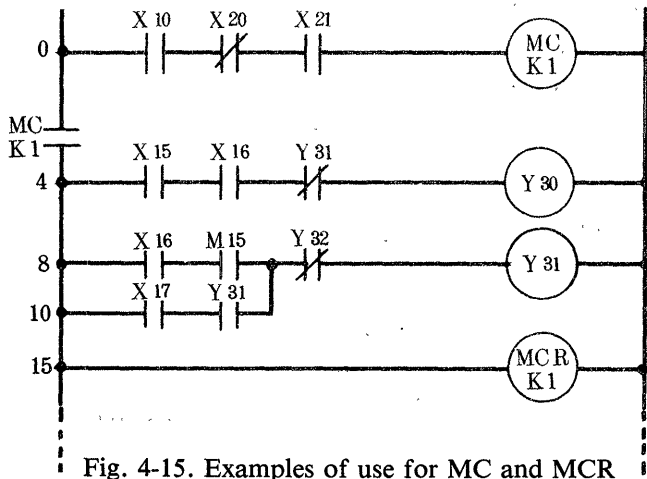 X 10 X 20 X 21
0
MC
K 1
MC
K 1
X 15 X 16 Y 31
4
Y 30
X 16 M 15 Y 32
8
Y 31
X 17 Y 31
10
15
MCR
K 1
Fig. 4-15. Examples of use for MC and MCR